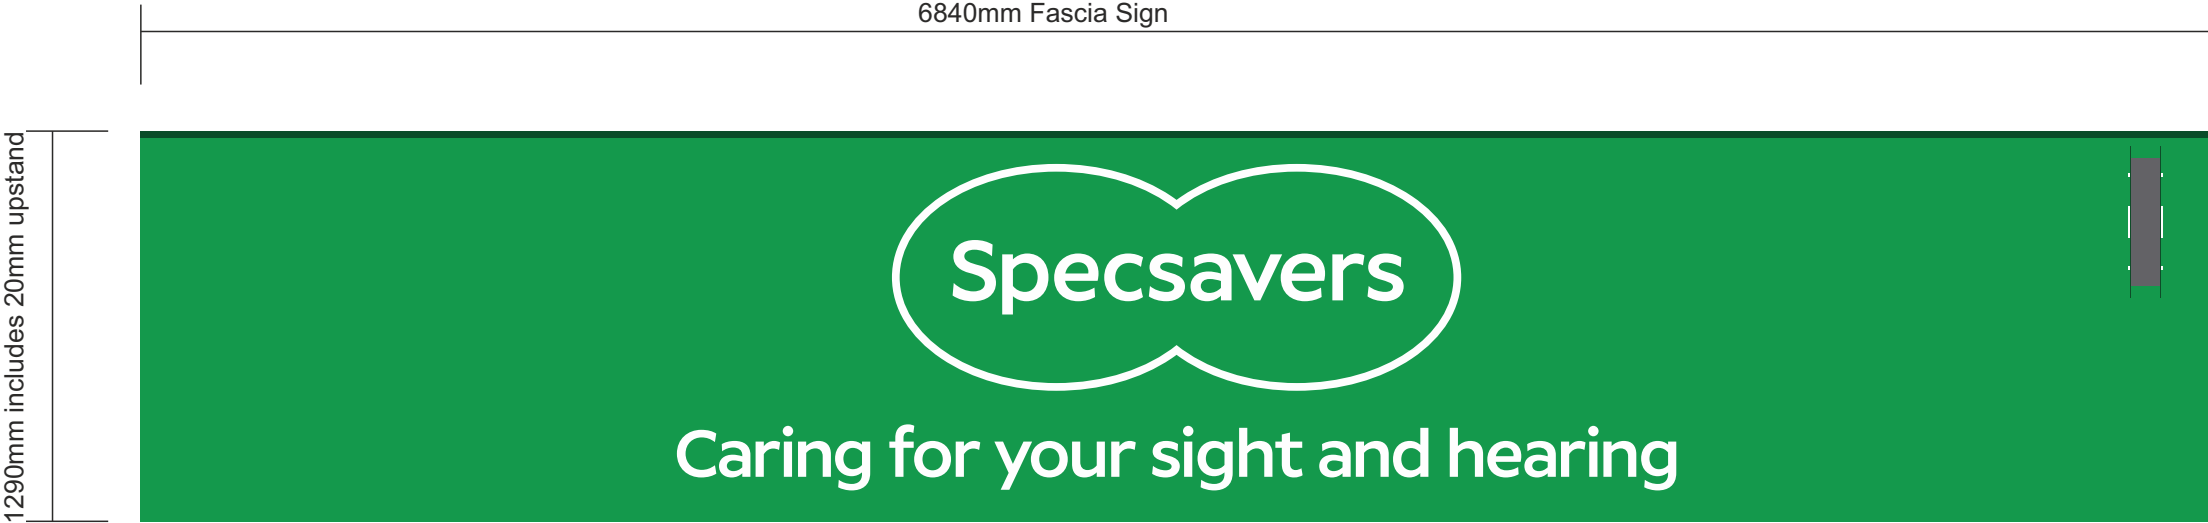 6840mm Fascia Sign
1290mm includes 20mm upstand
Specsavers
Caring for your sight and hearing